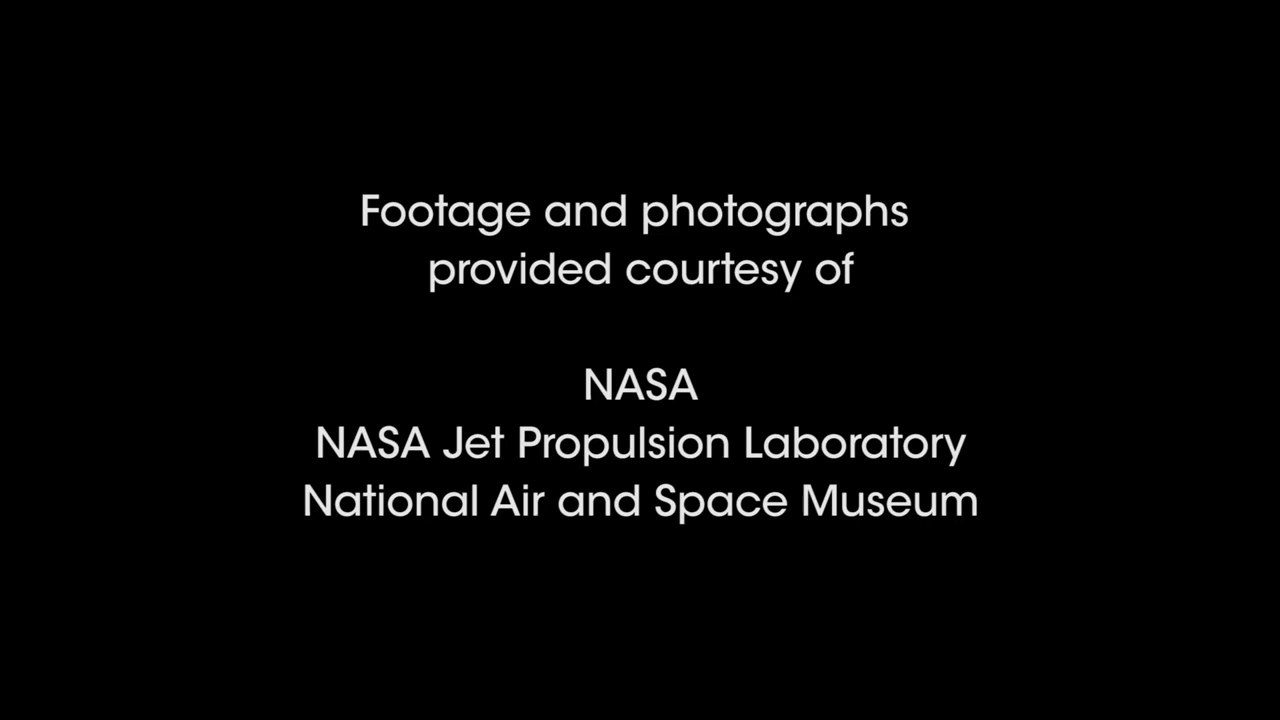 Footage and photographs
provided courtesy of
NASA
NASA Jet Propulsion Laboratory
National Air and Space Museum